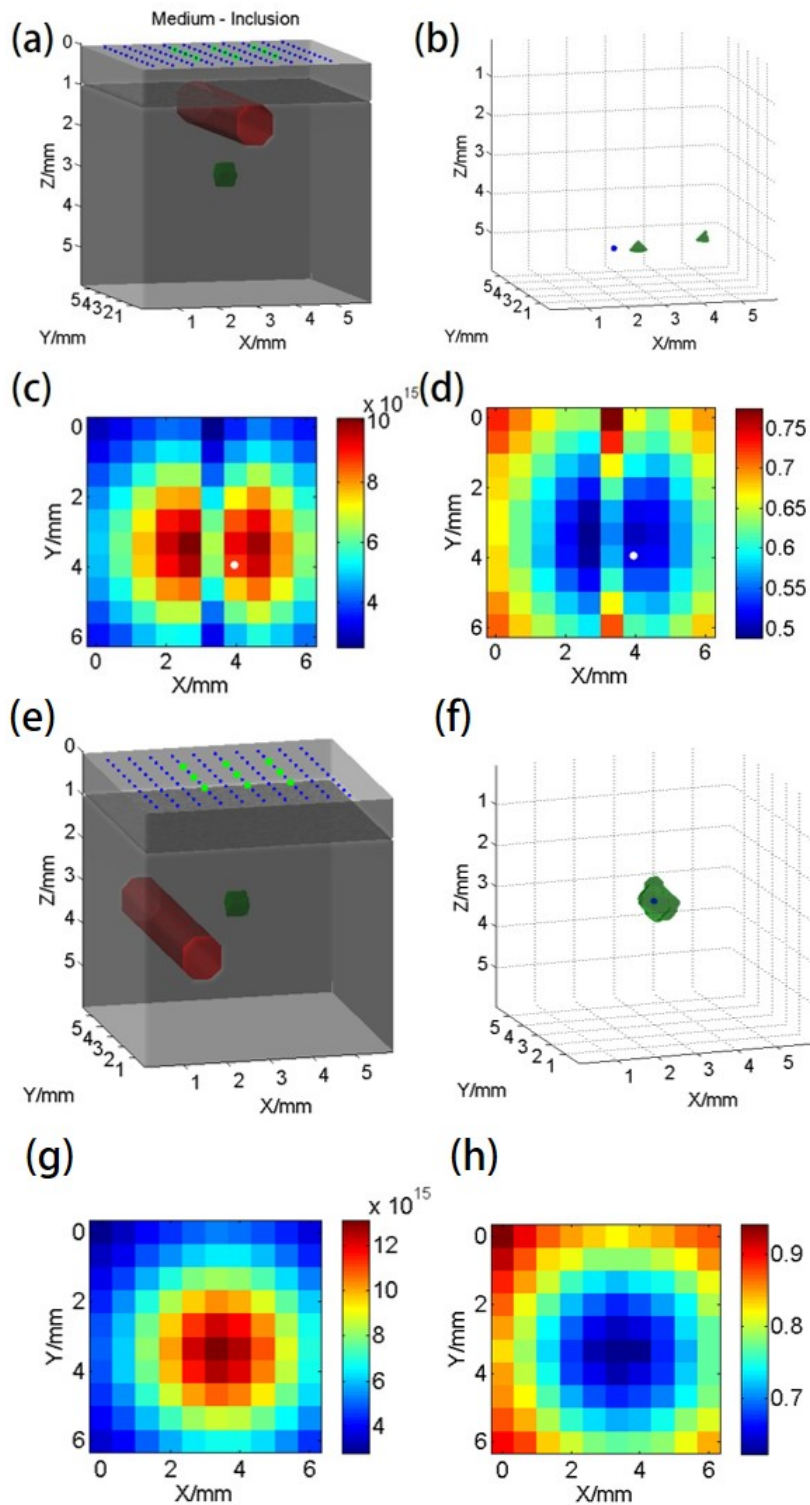 (a)
Medium - Inclusion
0
1
2
3
4
5
Z/mm
5 4 3 2 1
Y/mm
1 2 3 4 5
X/mm
(b)
1
2
3
4
5
Z/mm
5 4 3 2 1
Y/mm
1 2 3 4 5
X/mm
(c)
x 10^15
0
2
4
6
Y/mm
0 2 4 6
X/mm
10
8
6
4
(d)
0
2
4
6
Y/mm
0 2 4 6
X/mm
0.75
0.7
0.65
0.6
0.55
0.5
(e)
0
1
2
3
4
5
Z/mm
5 4 3 2 1
Y/mm
1 2 3 4 5
X/mm
(f)
1
2
3
4
5
Z/mm
5 4 3 2 1
Y/mm
1 2 3 4 5
X/mm
(g)
x 10^15
0
2
4
6
Y/mm
0 2 4 6
X/mm
12
10
8
6
4
(h)
0
2
4
6
Y/mm
0 2 4 6
X/mm
0.9
0.8
0.7